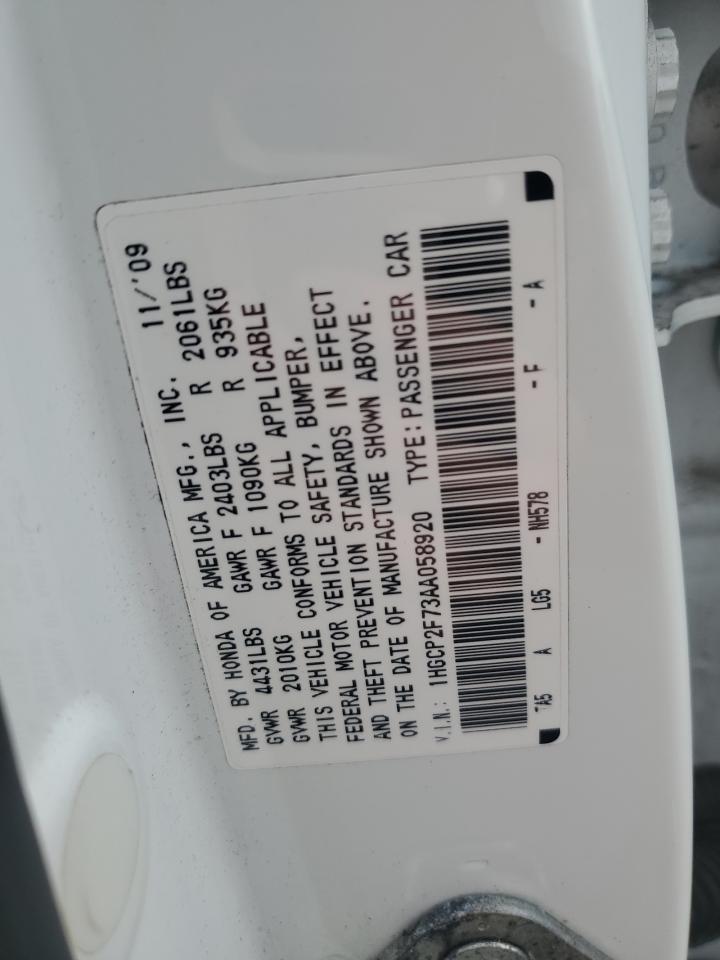 MFD. BY HONDA OF AMERICA MFG., INC. 11/'09
GVWR 4431LBS GAWR F 2403LBS R 2061LBS
GVWR 2010KG GAWR F 1090KG R 935KG
THIS VEHICLE CONFORMS TO ALL APPLICABLE
FEDERAL MOTOR VEHICLE SAFETY, BUMPER,
AND THEFT PREVENTION STANDARDS IN EFFECT
ON THE DATE OF MANUFACTURE SHOWN ABOVE.
V.I.N.: 1HGCP2F73AA058920 TYPE:PASSENGER CAR
TA5 A LG5 - NH578 - F - A